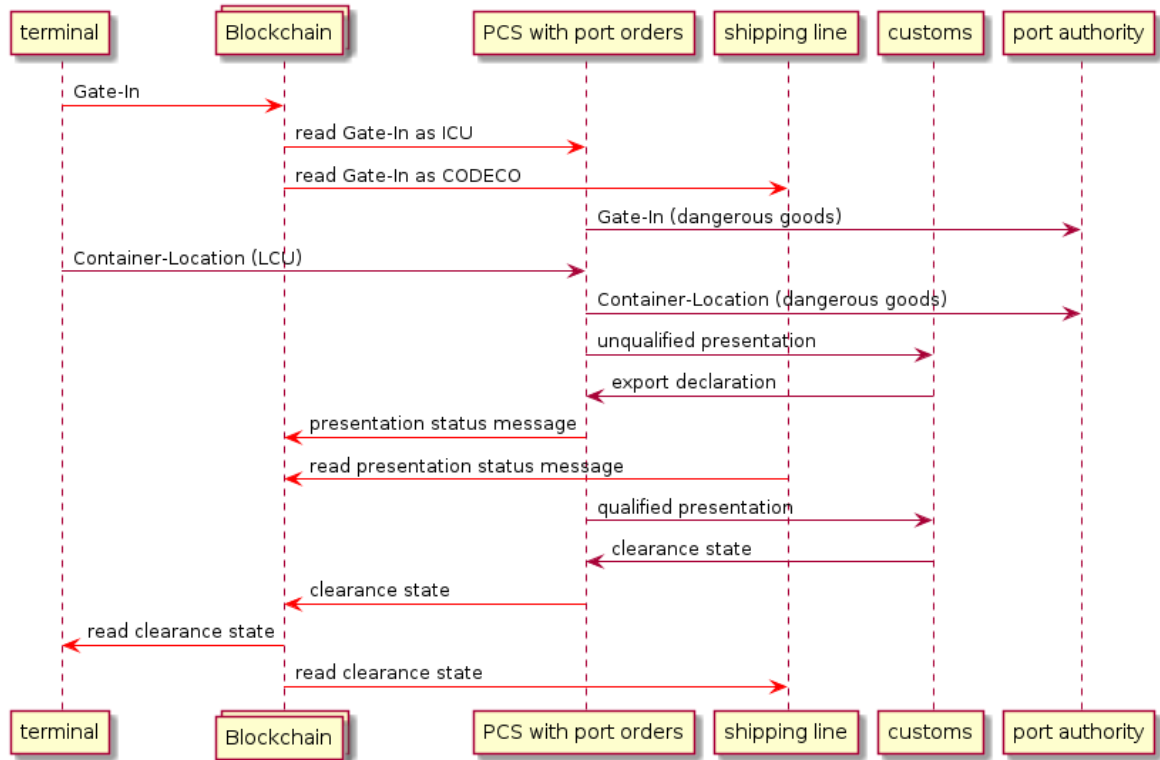 terminal
Blockchain
PCS with port orders
shipping line
customs
port authority
Gate-In
read Gate-In as ICU
read Gate-In as CODECO
Gate-In (dangerous goods)
Container-Location (LCU)
Container-Location (dangerous goods)
unqualified presentation
export declaration
presentation status message
read presentation status message
qualified presentation
clearance state
clearance state
read clearance state
read clearance state
terminal
Blockchain
PCS with port orders
shipping line
customs
port authority